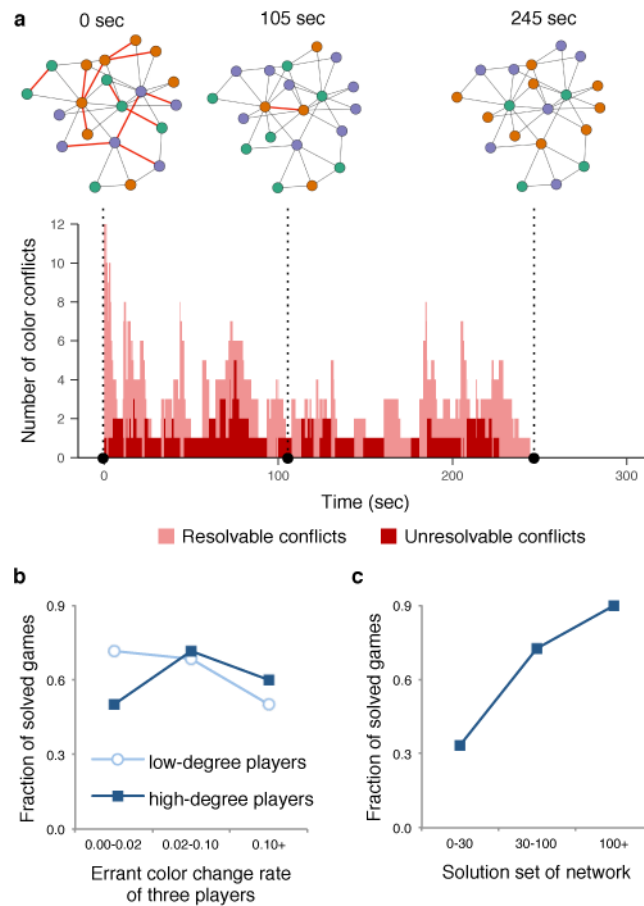 a
0 sec 105 sec 245 sec
12
10
8
6
4
2
0
Number of color conflicts
0 100 200 300
Time (sec)
Resolvable conflicts Unresolvable conflicts
b
0.9
0.6
0.3
0.0
Fraction of solved games
low-degree players
high-degree players
0.00-0.02 0.02-0.10 0.10+
Errant color change rate
of three players
c
0.9
0.6
0.3
0.0
Fraction of solved games
0-30 30-100 100+
Solution set of network